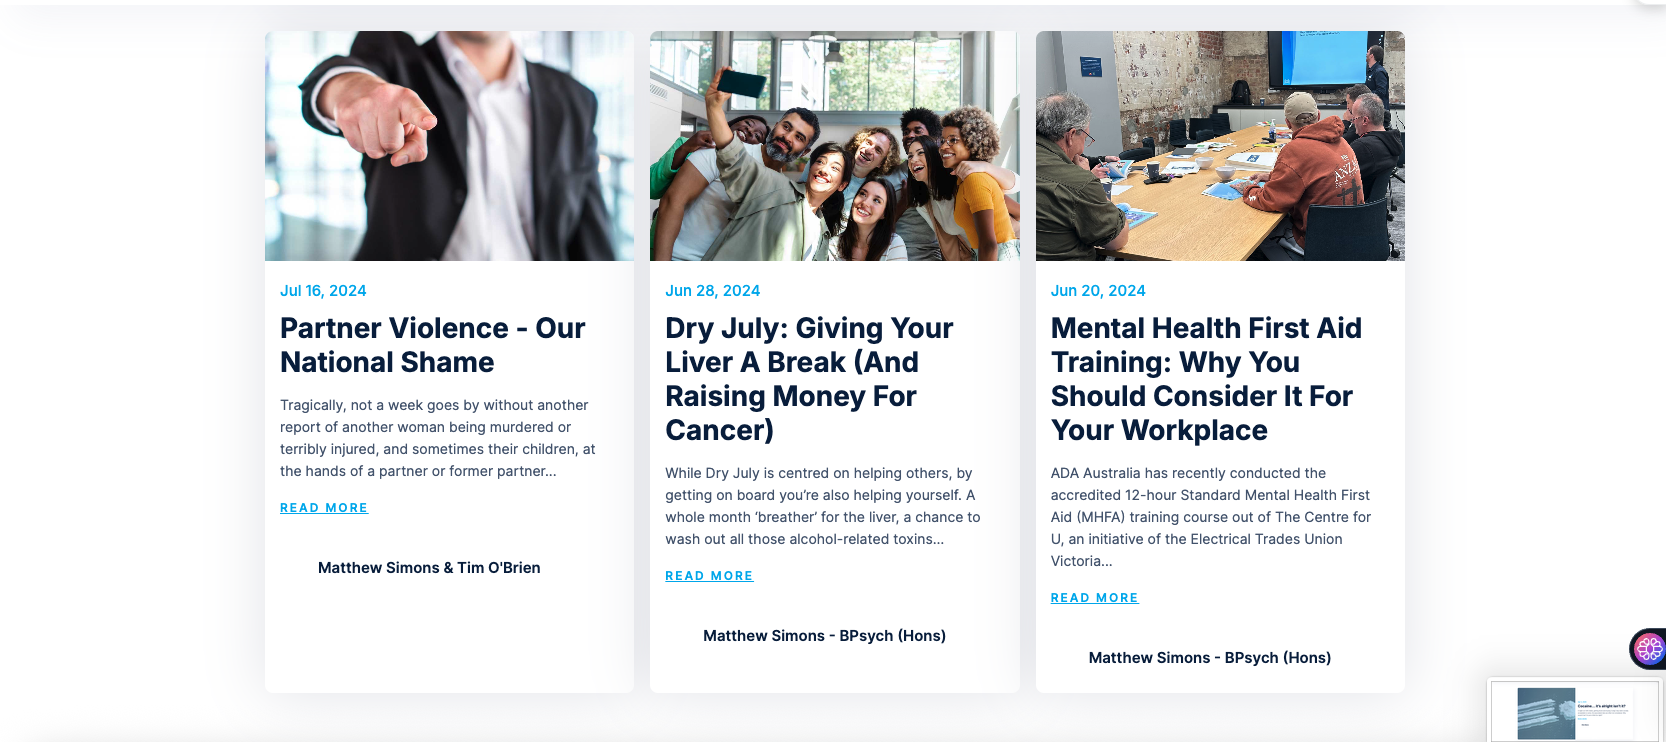 Jul 16, 2024
Partner Violence - Our
National Shame
Tragically, not a week goes by without another
report of another woman being murdered or
terribly injured, and sometimes their children, at
the hands of a partner or former partner...
READ MORE
Matthew Simons & Tim O'Brien
Jun 28, 2024
Dry July: Giving Your
Liver A Break (And
Raising Money For
Cancer)
While Dry July is centred on helping others, by
getting on board you’re also helping yourself. A
whole month ‘breather’ for the liver, a chance to
wash out all those alcohol-related toxins...
READ MORE
Matthew Simons - BPsych (Hons)
Jun 20, 2024
Mental Health First Aid
Training: Why You
Should Consider It For
Your Workplace
ADA Australia has recently conducted the
accredited 12-hour Standard Mental Health First
Aid (MHFA) training course out of The Centre for
U, an initiative of the Electrical Trades Union
Victoria...
READ MORE
Matthew Simons - BPsych (Hons)
Cocaine... it's alright isn't it?